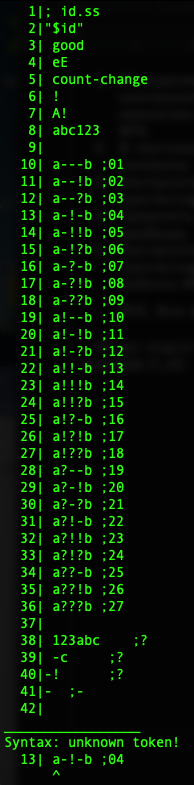 1|; id.ss
2|"$id"
3| good
4| eE
5| count-change
6| !
7| A!
8| abc123
9|
10| a---b ;01
11| a--!b ;02
12| a--?b ;03
13| a-!-b ;04
14| a-!!b ;05
15| a-!?b ;06
16| a-?-b ;07
17| a-?!b ;08
18| a-??b ;09
19| a!--b ;10
20| a!-!b ;11
21| a!-?b ;12
22| a!!-b ;13
23| a!!!b ;14
24| a!!?b ;15
25| a!?-b ;16
26| a!?!b ;17
27| a!??b ;18
28| a?--b ;19
29| a?-!b ;20
30| a?-?b ;21
31| a?!-b ;22
32| a?!!b ;23
33| a?!?b ;24
34| a??-b ;25
35| a??!b ;26
36| a???b ;27
37|
38| 123abc    ;?
39| -c     ;?
40|-!      ;?
41|-  ;-
42|
____________________
Syntax: unknown token!
13| a-!-b ;04
^